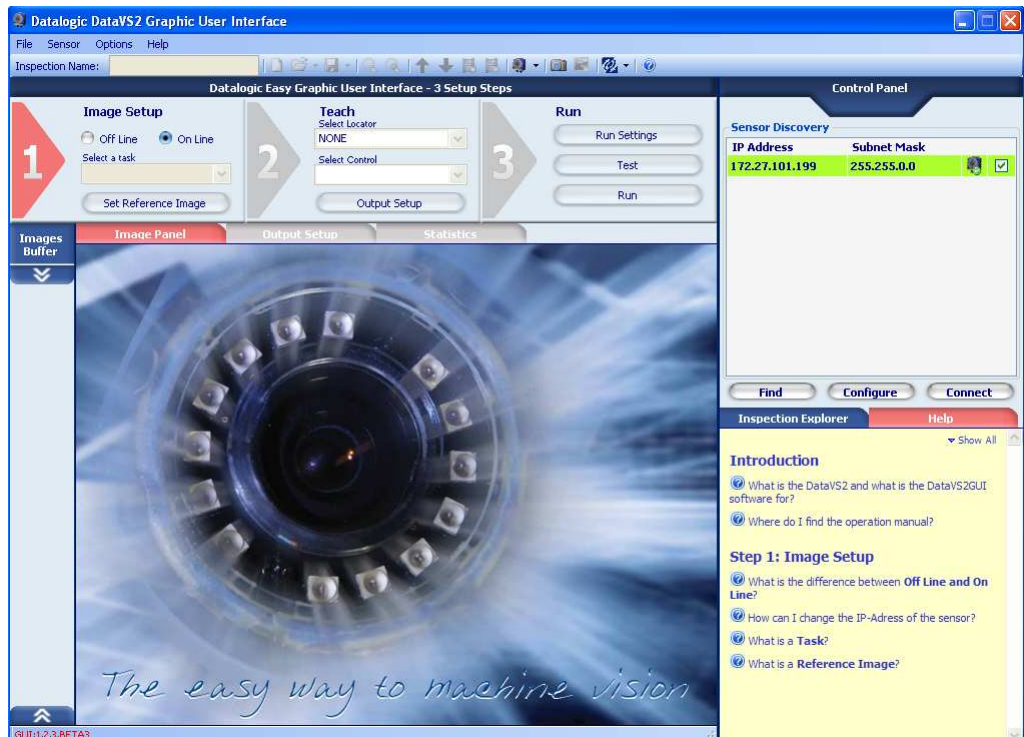 Datalogic DataVS2 Graphic User Interface
File Sensor Options Help
Inspection Name:
Datalogic Easy Graphic User Interface - 3 Setup Steps
1
Image Setup
Off Line On Line
Select a task
Set Reference Image
2
Teach
Select Locator
NONE
Select Control
Output Setup
3
Run
Run Settings
Test
Run
Images Buffer
Image Panel Output Setup Statistics
The easy way to machine vision
GUI:1.2.3.BETA3
Control Panel
Sensor Discovery
IP Address Subnet Mask
172.27.101.199 255.255.0.0
Find Configure Connect
Inspection Explorer Help
Show All
Introduction
What is the DataVS2 and what is the DataVS2GUI
software for?
Where do I find the operation manual?
Step 1: Image Setup
What is the difference between Off Line and On
Line?
How can I change the IP-Adress of the sensor?
What is a Task?
What is a Reference Image?